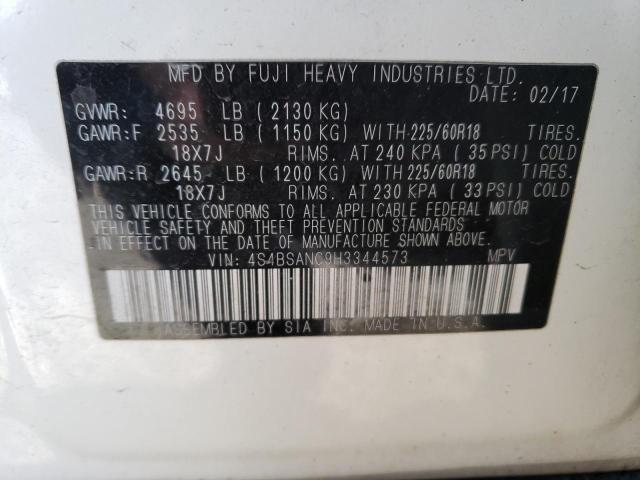 MFD BY FUJI HEAVY INDUSTRIES LTD.
DATE: 02/17
GVWR: 4695 LB ( 2130 KG)
GAWR:F 2535 LB ( 1150 KG) WITH 225/60R18 TIRES.
18X7J RIMS. AT 240 KPA ( 35 PSI) COLD
GAWR:R 2645 LB ( 1200 KG) WITH 225/60R18 TIRES.
18X7J RIMS. AT 230 KPA ( 33 PSI) COLD
THIS VEHICLE CONFORMS TO ALL APPLICABLE FEDERAL MOTOR
VEHICLE SAFETY AND THEFT PREVENTION STANDARDS
IN EFFECT ON THE DATE OF MANUFACTURE SHOWN ABOVE.
VIN: 4S4BSANC9H3344573 MPV
ASSEMBLED BY SIA INC. MADE IN U.S.A.